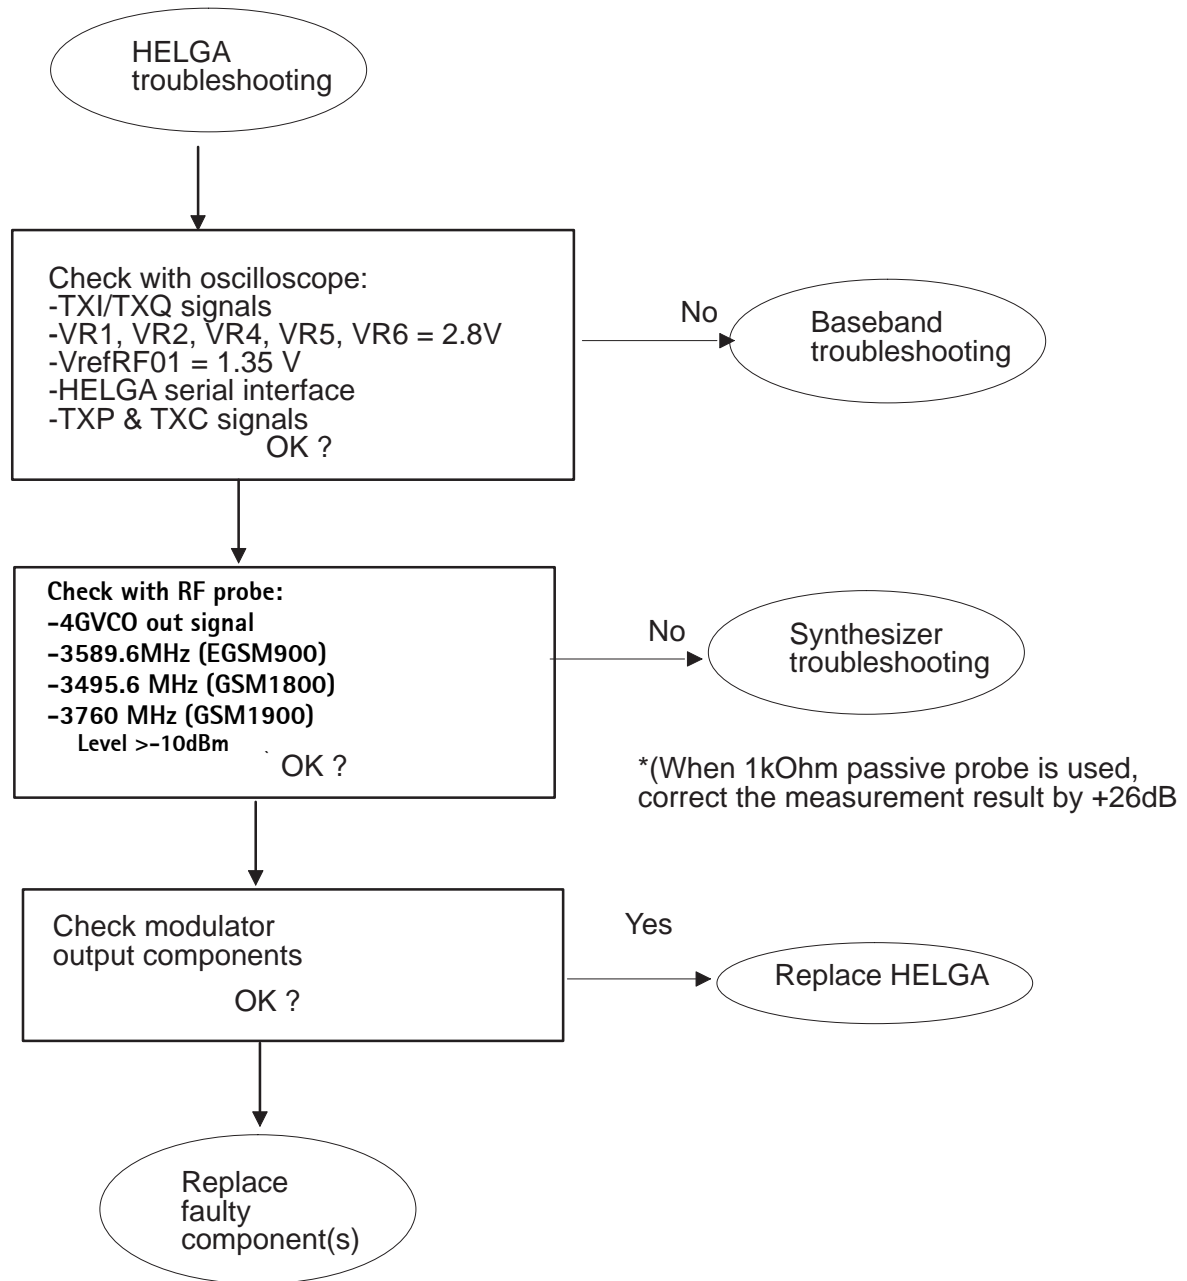 HELGA
troubleshooting
Check with oscilloscope:
-TXI/TXQ signals
-VR1, VR2, VR4, VR5, VR6 = 2.8V
-VrefRF01 = 1.35 V
-HELGA serial interface
-TXP & TXC signals
OK ?
No
Baseband
troubleshooting
Check with RF probe:
-4GVCO out signal
-3589.6MHz (EGSM900)
-3495.6 MHz (GSM1800)
-3760 MHz (GSM1900)
Level >-10dBm
` OK ?
No
Synthesizer
troubleshooting
*(When 1kOhm passive probe is used,
correct the measurement result by +26dB
Check modulator
output components
OK ?
Yes
Replace HELGA
Replace
faulty
component(s)